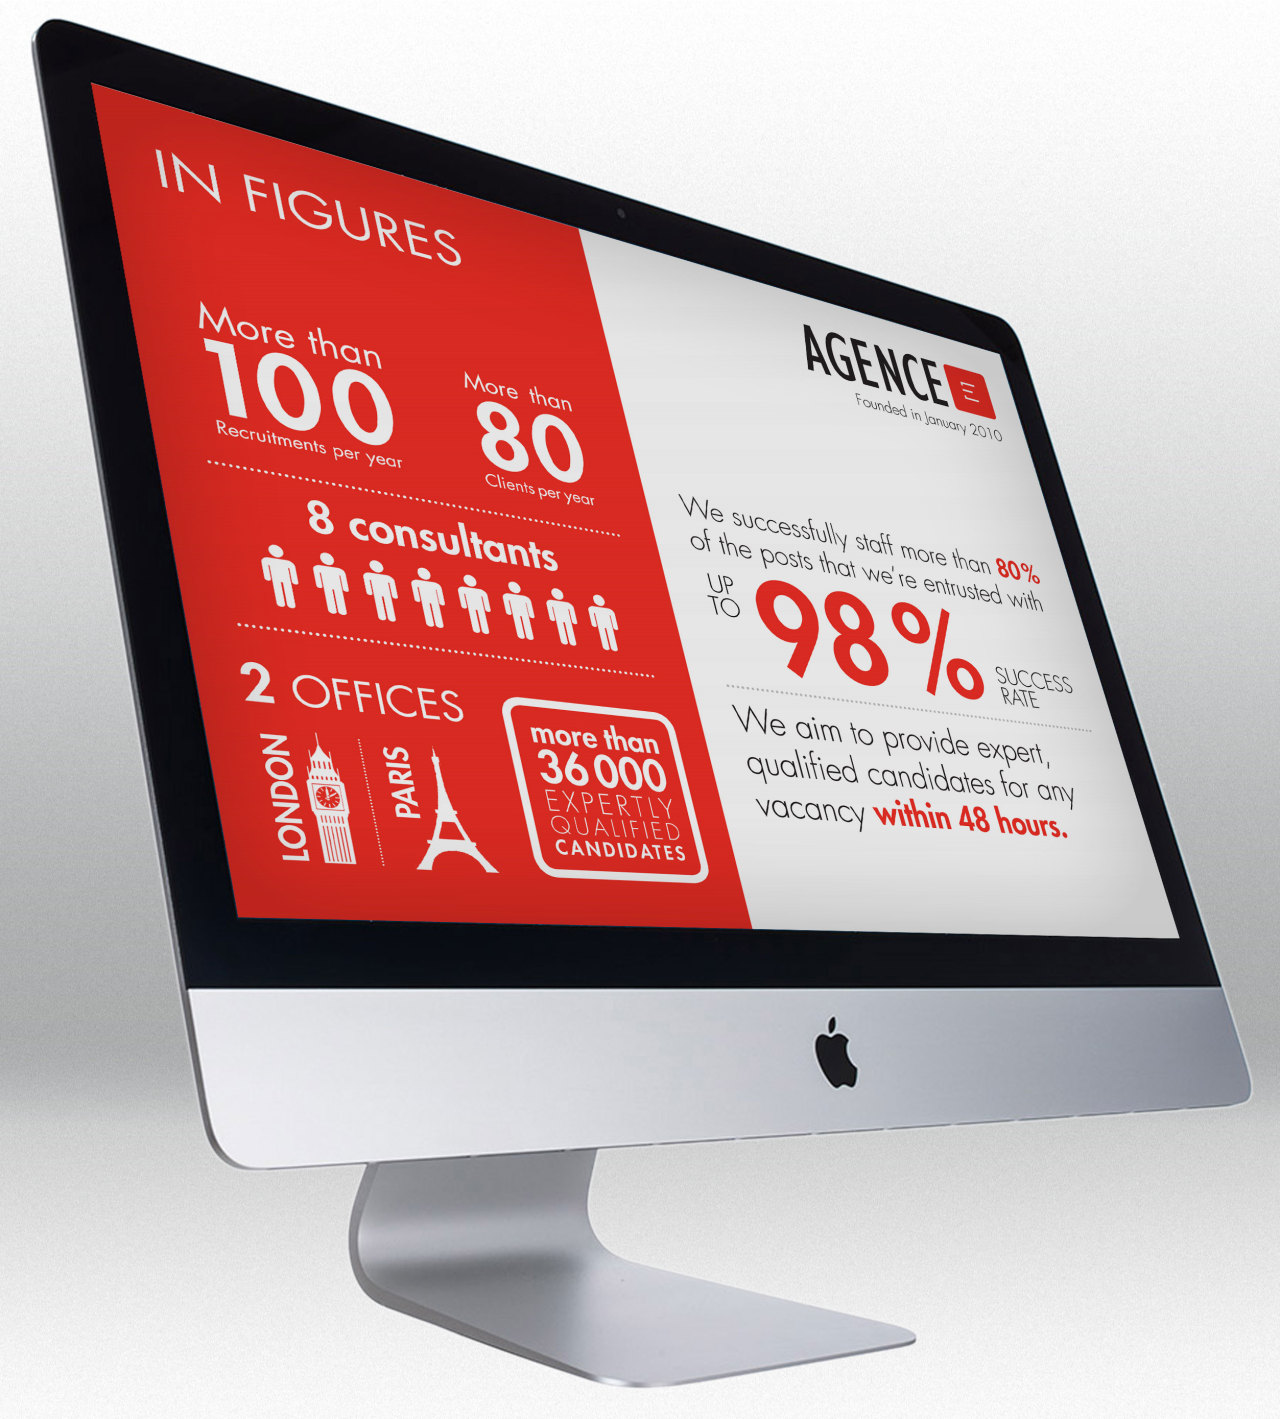 IN FIGURES
More than
100
Recruitments per year
More than
80
Clients per year
8 consultants
2 OFFICES
LONDON
PARIS
more than
36 000
EXPERTLY
QUALIFIED
CANDIDATES
AGENCE
Founded in January 2010
We successfully staff more than 80%
of the posts that we're entrusted with
UP
TO
98%
SUCCESS
RATE
We aim to provide expert,
qualified candidates for any
vacancy within 48 hours.